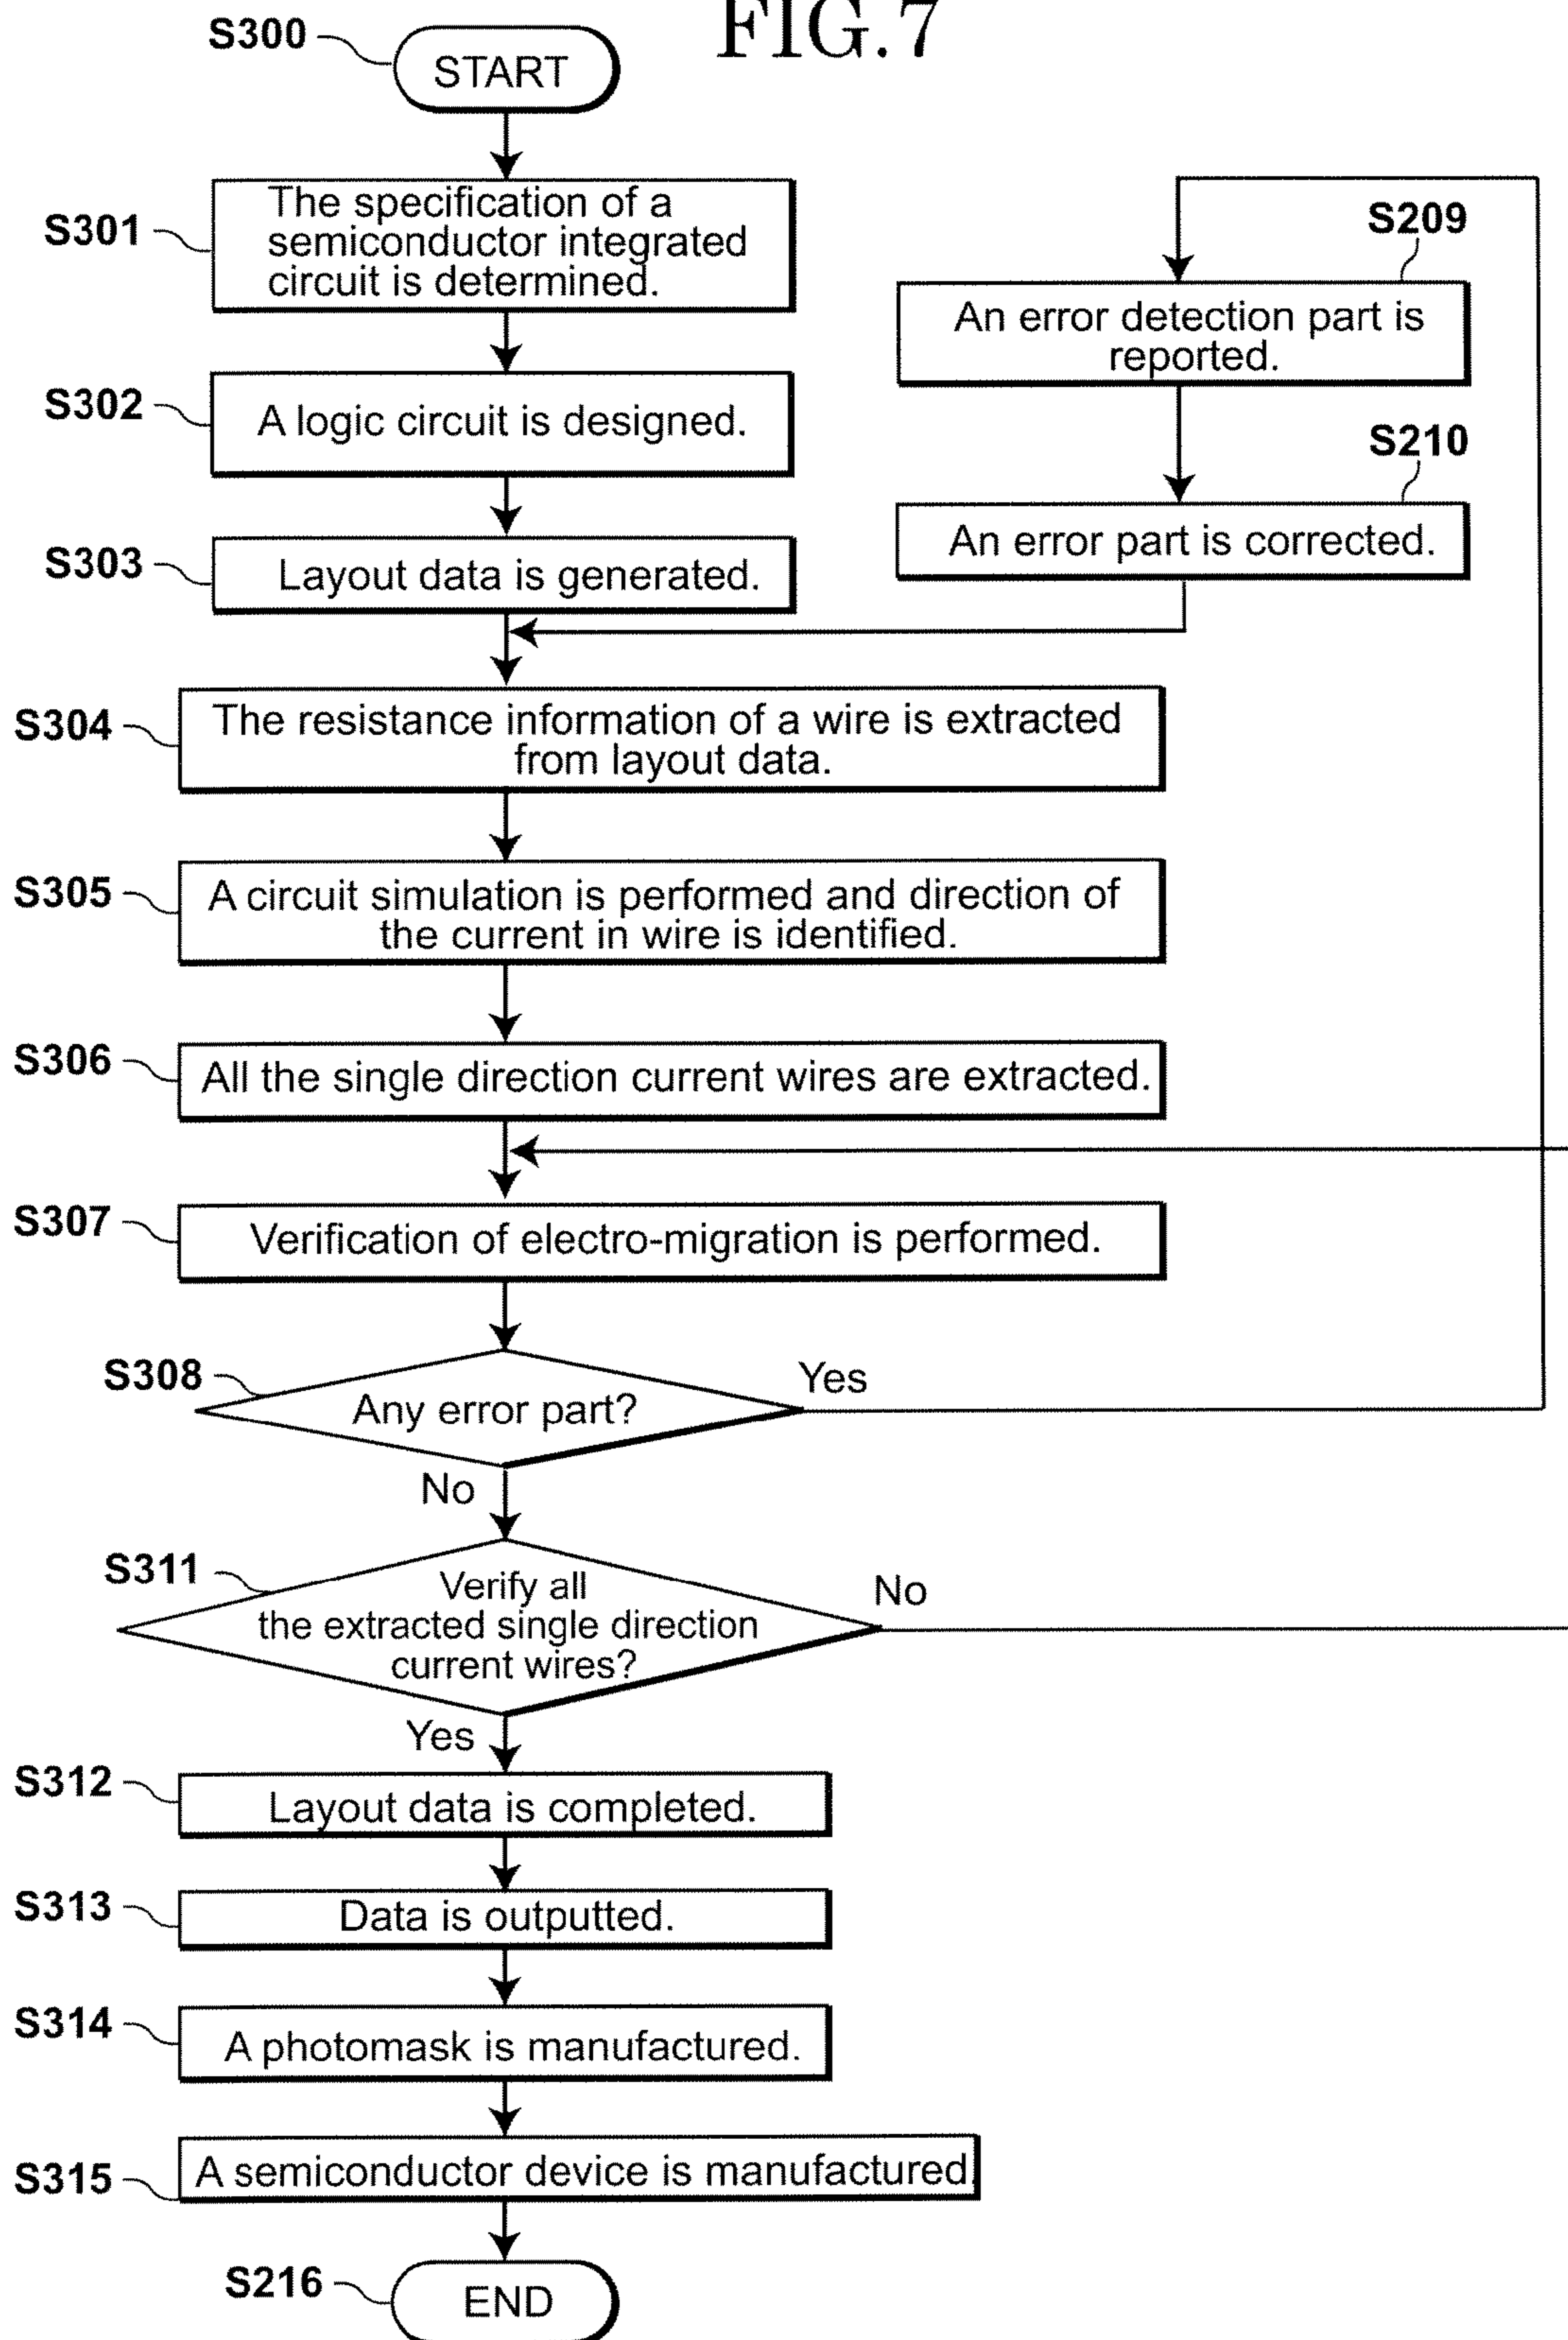 FIG.7
S300
START
S301
The specification of a
semiconductor integrated
circuit is determined.
S209
An error detection part is
reported.
S302
A logic circuit is designed.
S210
An error part is corrected.
S303
Layout data is generated.
S304
The resistance information of a wire is extracted
from layout data.
S305
A circuit simulation is performed and direction of
the current in wire is identified.
S306
All the single direction current wires are extracted.
S307
Verification of electro-migration is performed.
S308
Any error part?
Yes
No
S311
Verify all
the extracted single direction
current wires?
No
Yes
S312
Layout data is completed.
S313
Data is outputted.
S314
A photomask is manufactured.
S315
A semiconductor device is manufactured.
S216
END